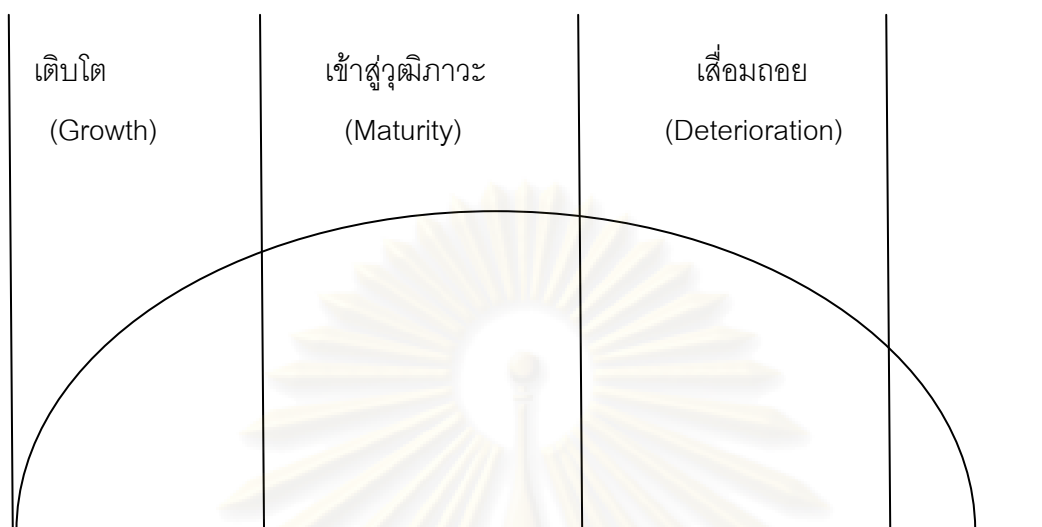 เติบโต เข้าสู่วุฒิภาวะ เสื่อมถอย
(Growth) (Maturity) (Deterioration)